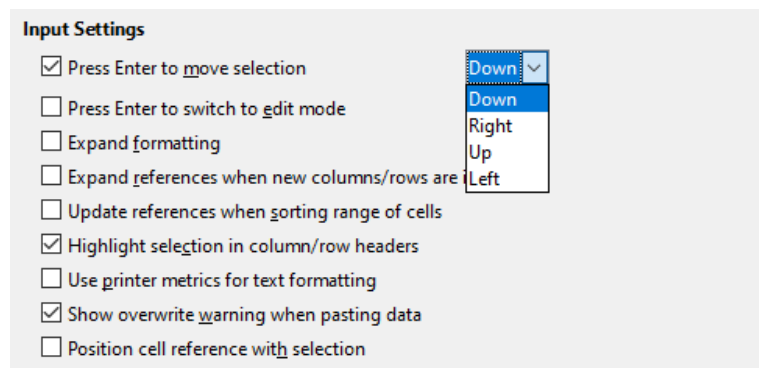 Input Settings
Press Enter to move selection Down
Down
Press Enter to switch to edit mode
Right
Expand formatting
Up
Expand references when new columns/rows are
Left
Update references when sorting range of cells
Highlight selection in column/row headers
Use printer metrics for text formatting
Show overwrite warning when pasting data
Position cell reference with selection